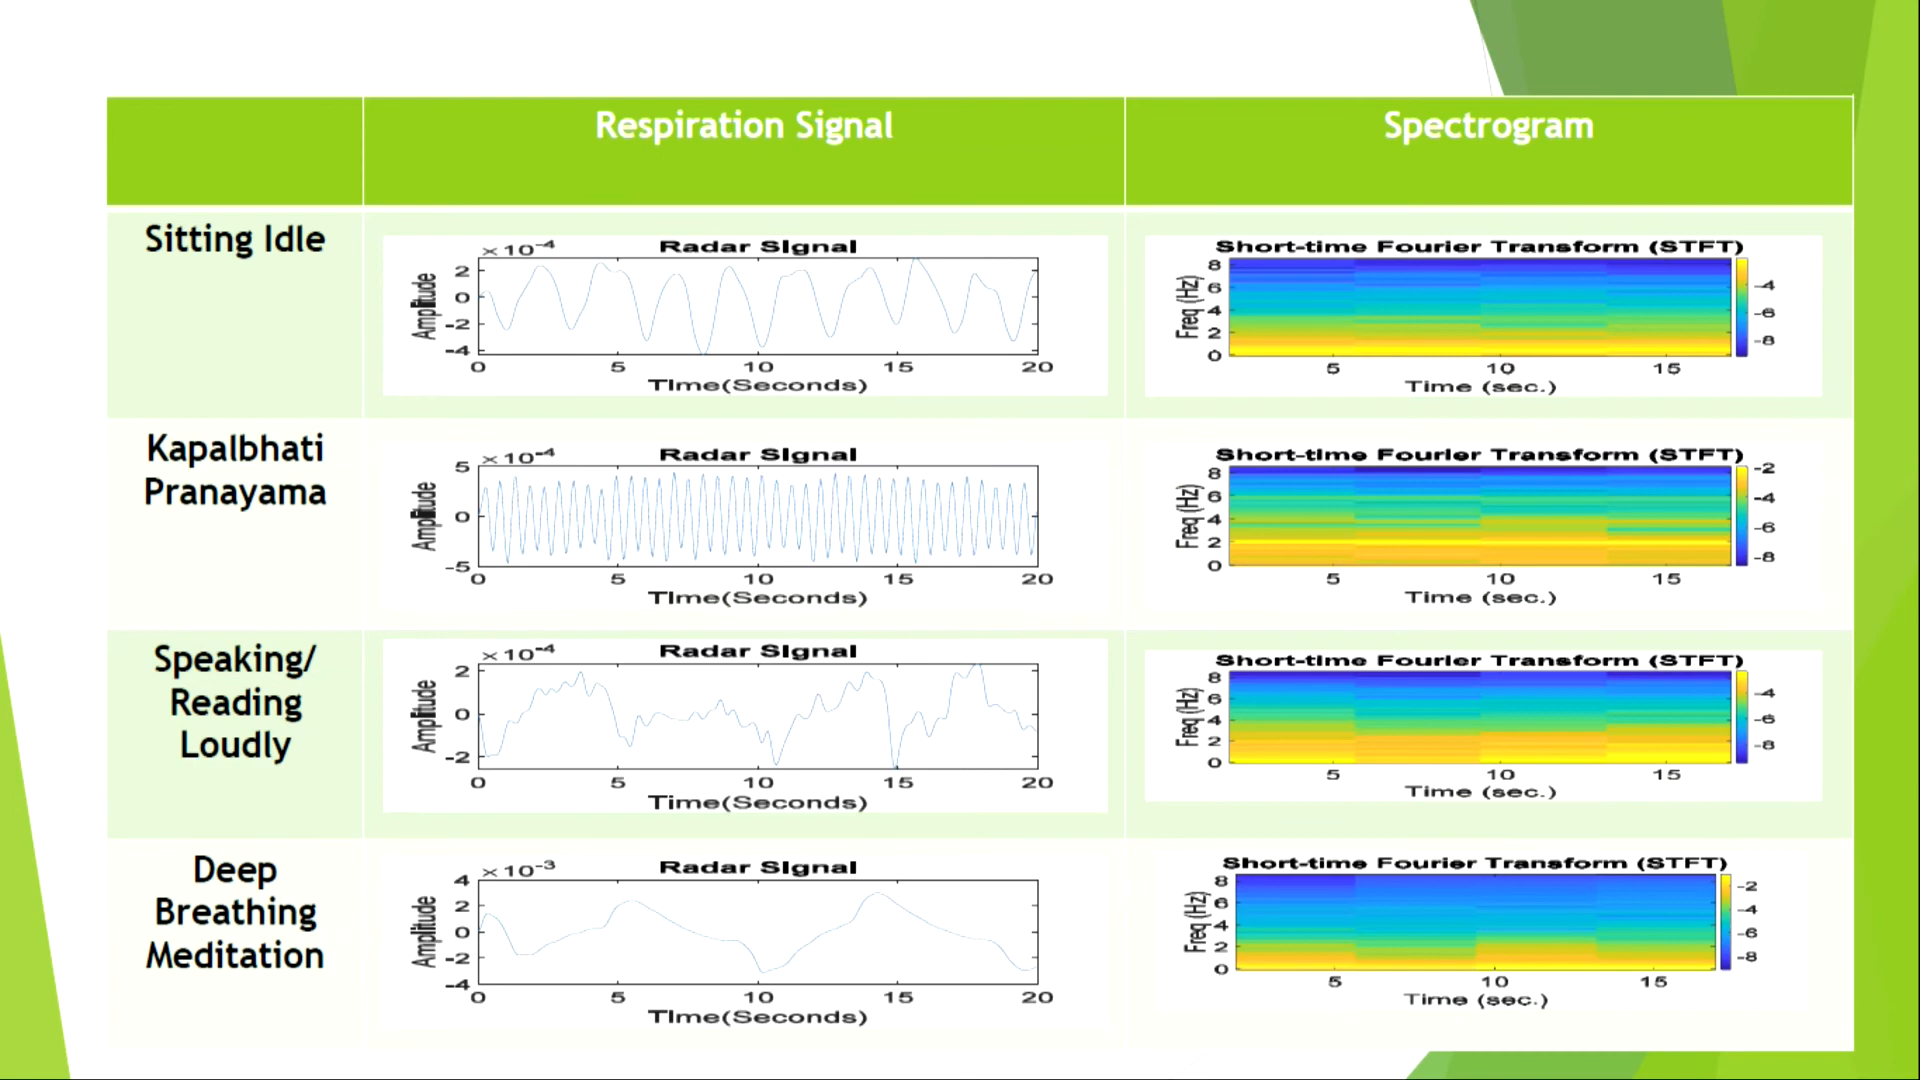 Respiration Signal
Spectrogram
Sitting Idle
×10-4
Radar Signal
Amplitude
2
0
-2
-4
0 5 10 15 20
Time(Seconds)
Short-time Fourier Transform (STFT)
Freq (Hz)
8
6
4
2
0
5 10 15
Time (sec.)
-4
-6
-8
Kapalbhati
Pranayama
×10-4
Radar Signal
Amplitude
5
0
-5
0 5 10 15 20
Time(Seconds)
Short-time Fourier Transform (STFT)
Freq (Hz)
8
6
4
2
0
5 10 15
Time (sec.)
-2
-4
-6
-8
Speaking/
Reading
Loudly
×10-4
Radar Signal
Amplitude
2
0
-2
0 5 10 15 20
Time(Seconds)
Short-time Fourier Transform (STFT)
Freq (Hz)
8
6
4
2
0
5 10 15
Time (sec.)
-4
-6
-8
Deep
Breathing
Meditation
×10-3
Radar Signal
Amplitude
4
2
0
-2
-4
0 5 10 15 20
Time(Seconds)
Short-time Fourier Transform (STFT)
Freq (Hz)
8
6
4
2
0
5 10 15
Time (sec.)
-2
-4
-6
-8